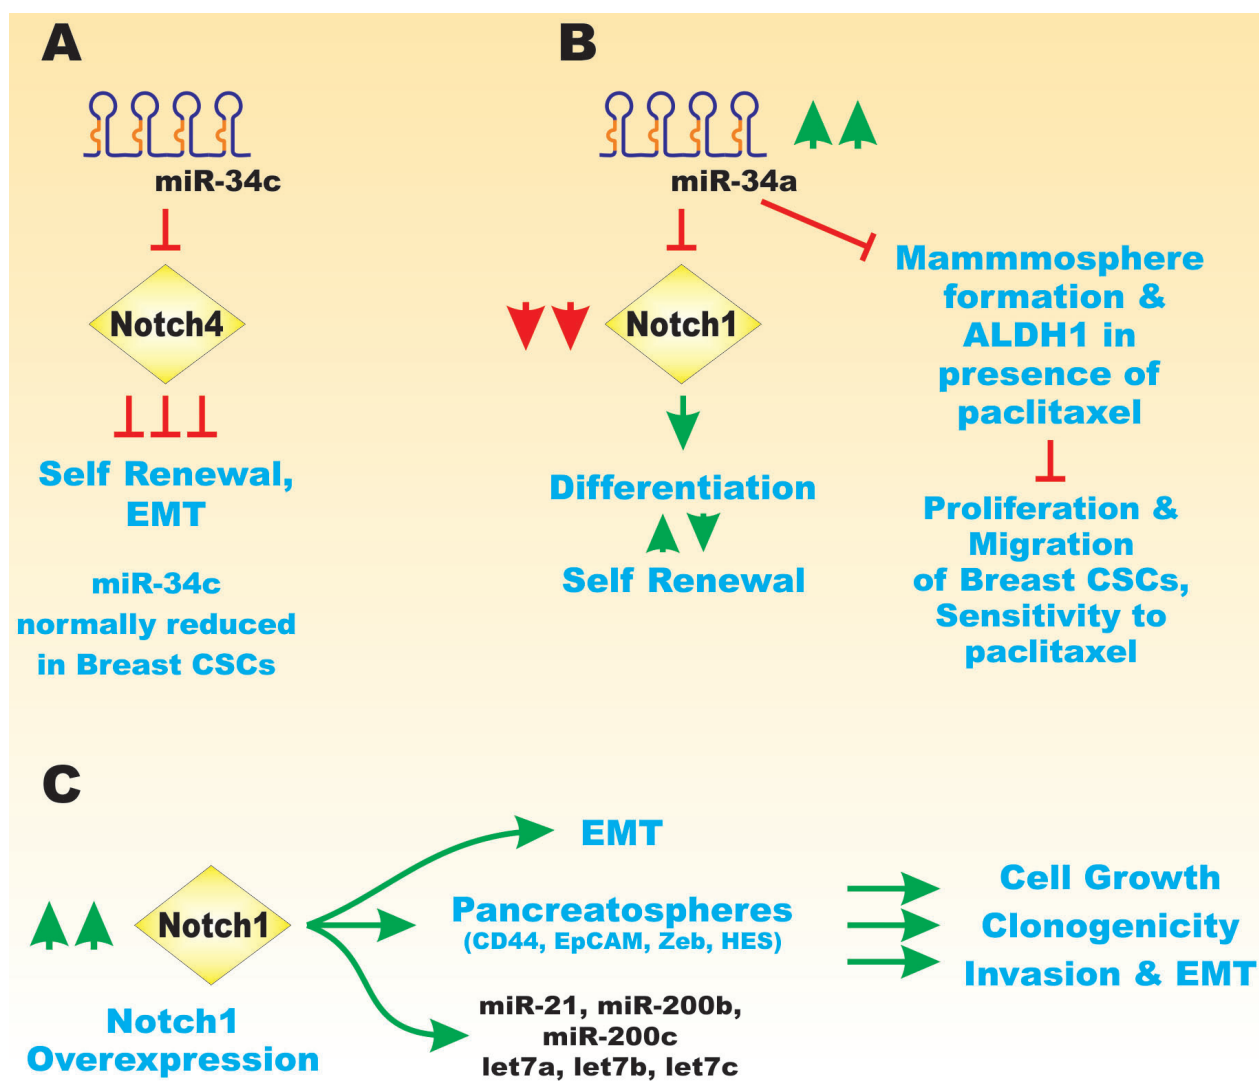 A
miR-34c
Notch4
Self Renewal,
EMT
miR-34c
normally reduced
in Breast CSCs
B
miR-34a
Notch1
Differentiation
Self Renewal
Mammmosphere
formation &
ALDH1 in
presence of
paclitaxel
Proliferation &
Migration
of Breast CSCs,
Sensitivity to
paclitaxel
C
Notch1
Notch1
Overexpression
EMT
Pancreatospheres
(CD44, EpCAM, Zeb, HES)
miR-21, miR-200b,
miR-200c
let7a, let7b, let7c
Cell Growth
Clonogenicity
Invasion & EMT